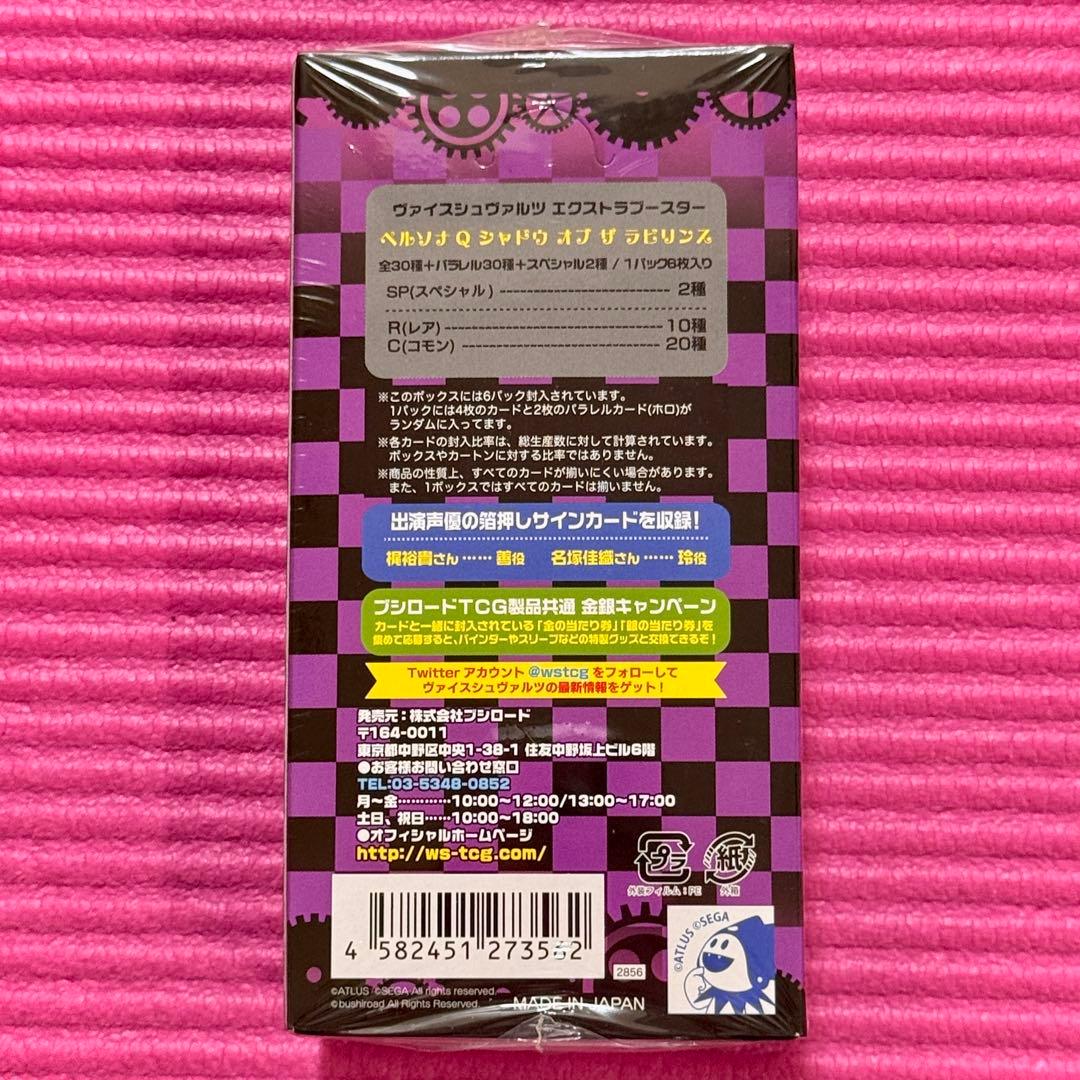 ヴァイスシュヴァルツ エクストラブースター
ペルソナ Q シャドウ オブ ザ ラビリンス
全30種＋パラレル30種＋スペシャル2種 / 1パック6枚入り
SP(スペシャル) ------------------------- 2種
R(レア) -------------------------------- 10種
C(コモン) ----------------------------- 20種
※このボックスには6パック封入されています。
1パックには4枚のカードと2枚のパラレルカード(ホロ)が
ランダムに入ってます。
※各カードの封入比率は、総生産数に対して計算されています。
ボックスやカートンに対する比率ではありません。
※商品の性質上、すべてのカードが揃いにくい場合があります。
また、1ボックスではすべてのカードは揃いません。
出演声優の箔押しサインカードを収録！
梶裕貴さん …… 善役　名塚佳織さん …… 玲役
ブシロードTCG製品共通 金銀キャンペーン
カードと一緒に封入されている「金の当たり券」「銀の当たり券」を
集めて応募すると、バインダーやスリーブなどの特製グッズと交換できるぞ！
Twitter アカウント @wstcg をフォローして
ヴァイスシュヴァルツの最新情報をゲット！
発売元：株式会社ブシロード
〒164-0011
東京都中野区中央1-38-1 住友中野坂上ビル6階
●お客様お問い合わせ窓口
TEL:03-5348-0852
月〜金…………10:00〜12:00/13:00〜17:00
土日、祝日……10:00〜18:00
●オフィシャルホームページ
http://ws-tcg.com/
プラ
外装フィルム：PE
紙
外箱
©ATLUS ©SEGA
4 582451 273562
2856
©ATLUS ©SEGA All rights reserved.
©bushiroad All Rights Reserved.
MADE IN JAPAN